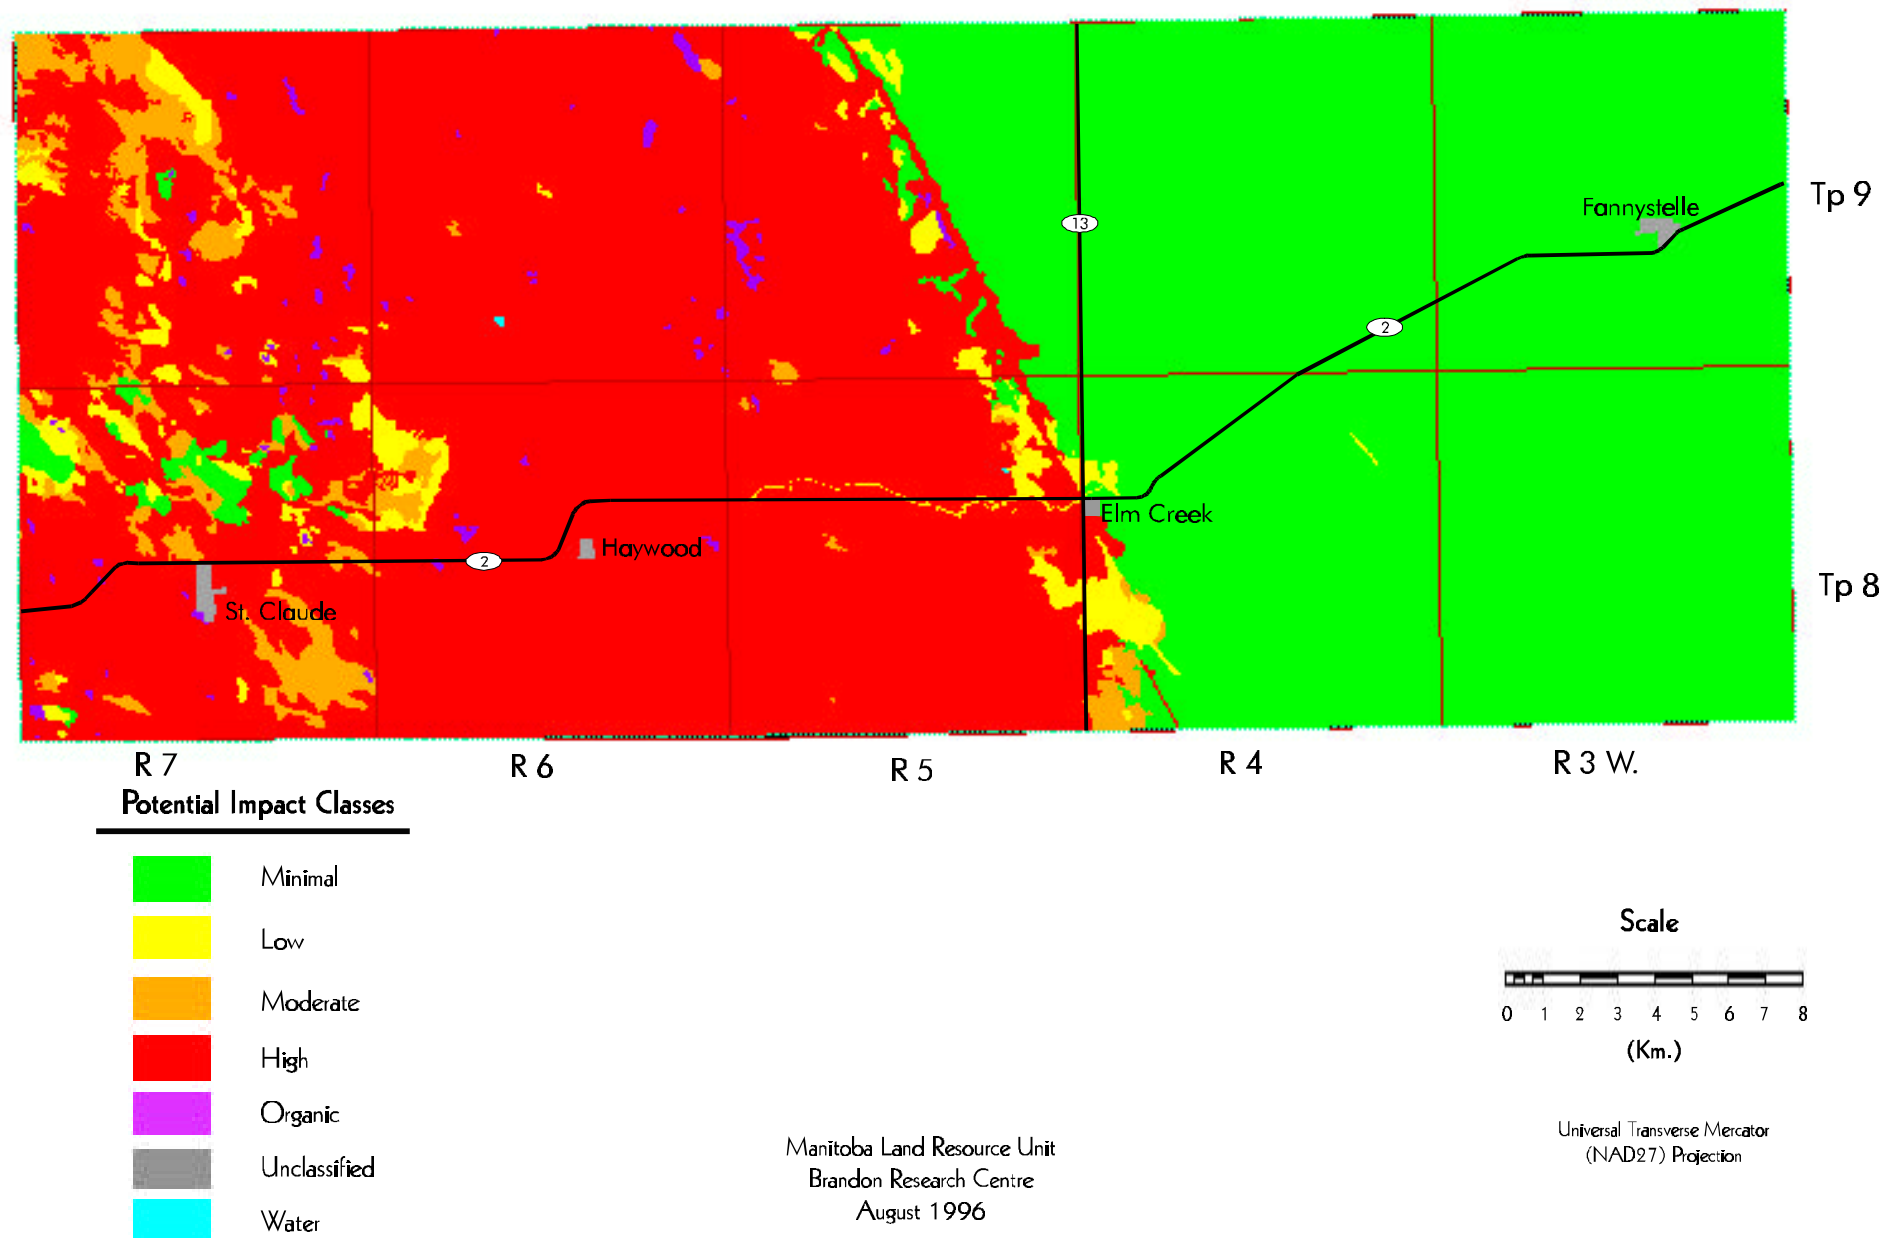 Tp 9
Fannystelle
13
2
Elm Creek
Haywood
2
St. Claude
Tp 8
R 7
R 6
R 5
R 4
R 3 W.
Potential Impact Classes
Minimal
Low
Moderate
High
Organic
Unclassified
Water
Scale
0 1 2 3 4 5 6 7 8
(Km.)
Universal Transverse Mercator
(NAD27) Projection
Manitoba Land Resource Unit
Brandon Research Centre
August 1996